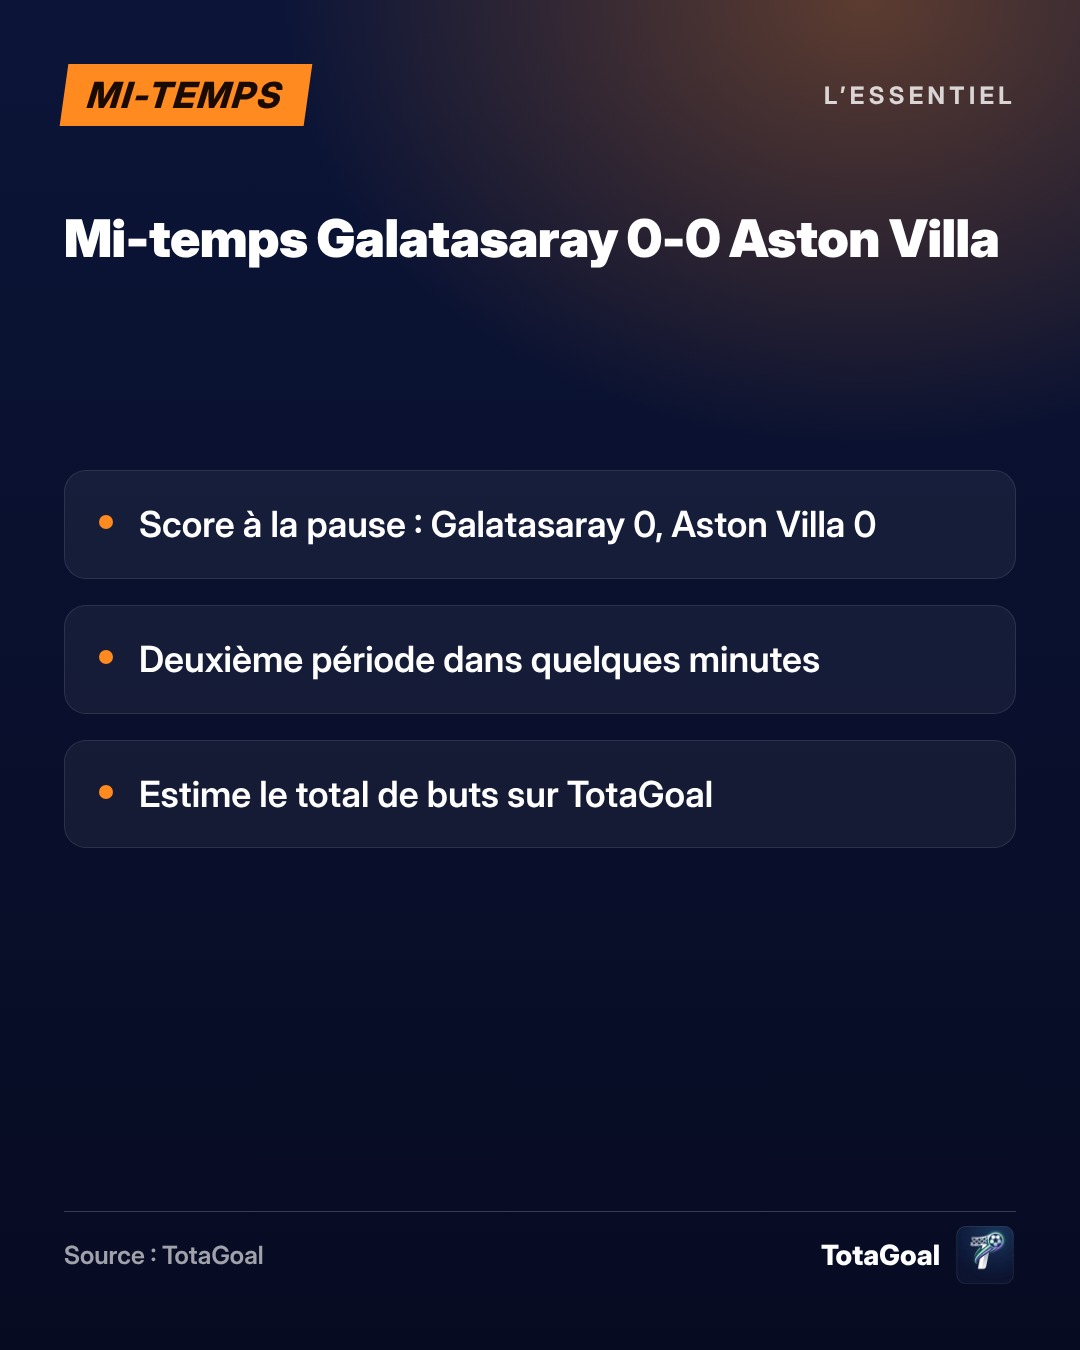 MI-TEMPS
L'ESSENTIEL
Mi-temps Galatasaray 0-0 Aston Villa
Score à la pause : Galatasaray 0, Aston Villa 0
Deuxième période dans quelques minutes
Estime le total de buts sur TotaGoal
Source : TotaGoal
TotaGoal